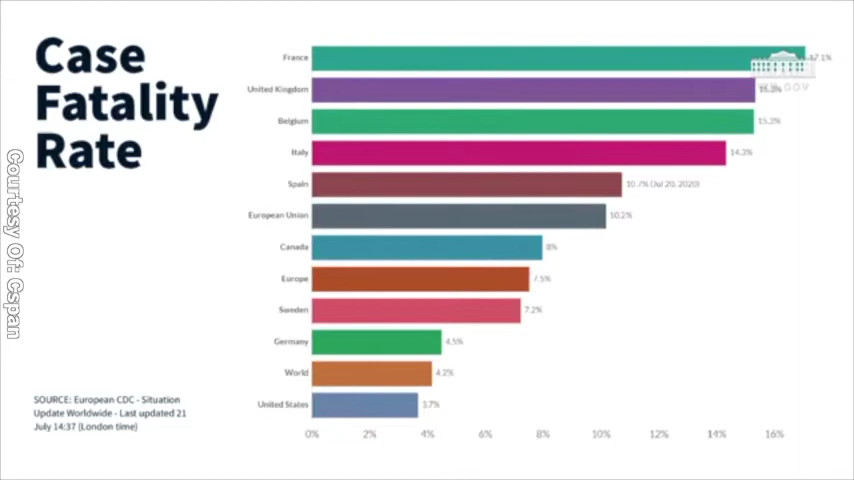 Case
Fatality
Rate
France
17.1%
United Kingdom
Belgium
15.2%
Italy
14.3%
Spain
10.7% (Jul 20, 2020)
European Union
10.2%
Canada
8%
Europe
7.5%
Sweden
7.2%
Germany
4.5%
World
4.2%
United States
3.7%
0%
2%
4%
6%
8%
10%
12%
14%
16%
SOURCE: European CDC - Situation
Update Worldwide - Last updated 21
July 14:37 (London time)
Courtesy Of: Cspan